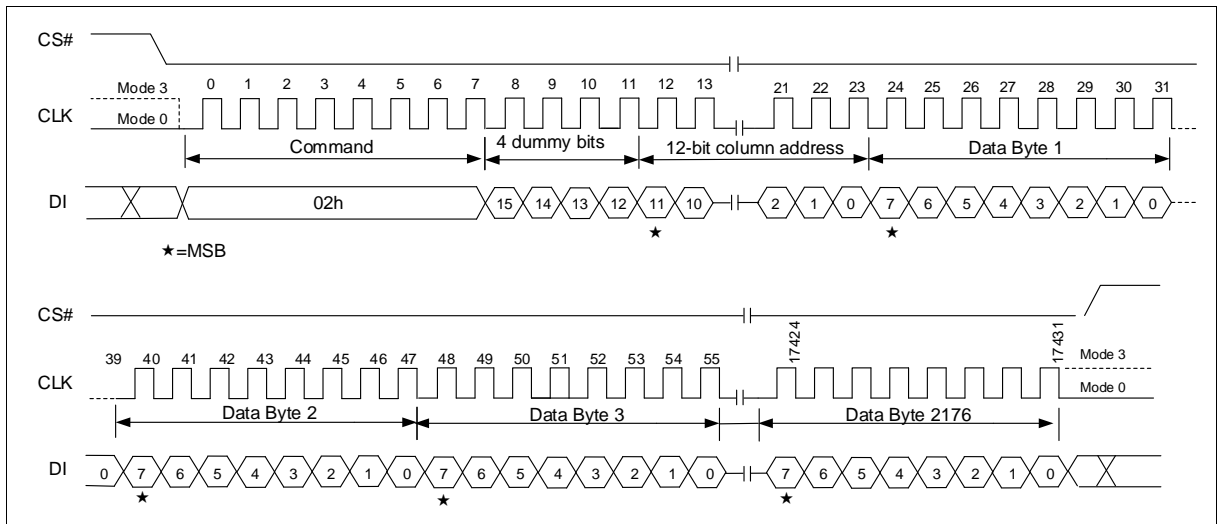 CS#
Mode 3
0 1 2 3 4 5 6 7 8 9 10 11 12 13 21 22 23 24 25 26 27 28 29 30 31
CLK
Mode 0
Command
4 dummy bits
12-bit column address
Data Byte 1
DI
02h
15 14 13 12 11 10 2 1 0 7 6 5 4 3 2 1 0
★ ★
★=MSB
CS#
39 40 41 42 43 44 45 46 47 48 49 50 51 52 53 54 55 17424 17431
Mode 3
CLK
Mode 0
Data Byte 2
Data Byte 3
Data Byte 2176
DI
0 7 6 5 4 3 2 1 0 7 6 5 4 3 2 1 0 7 6 5 4 3 2 1 0
★ ★ ★